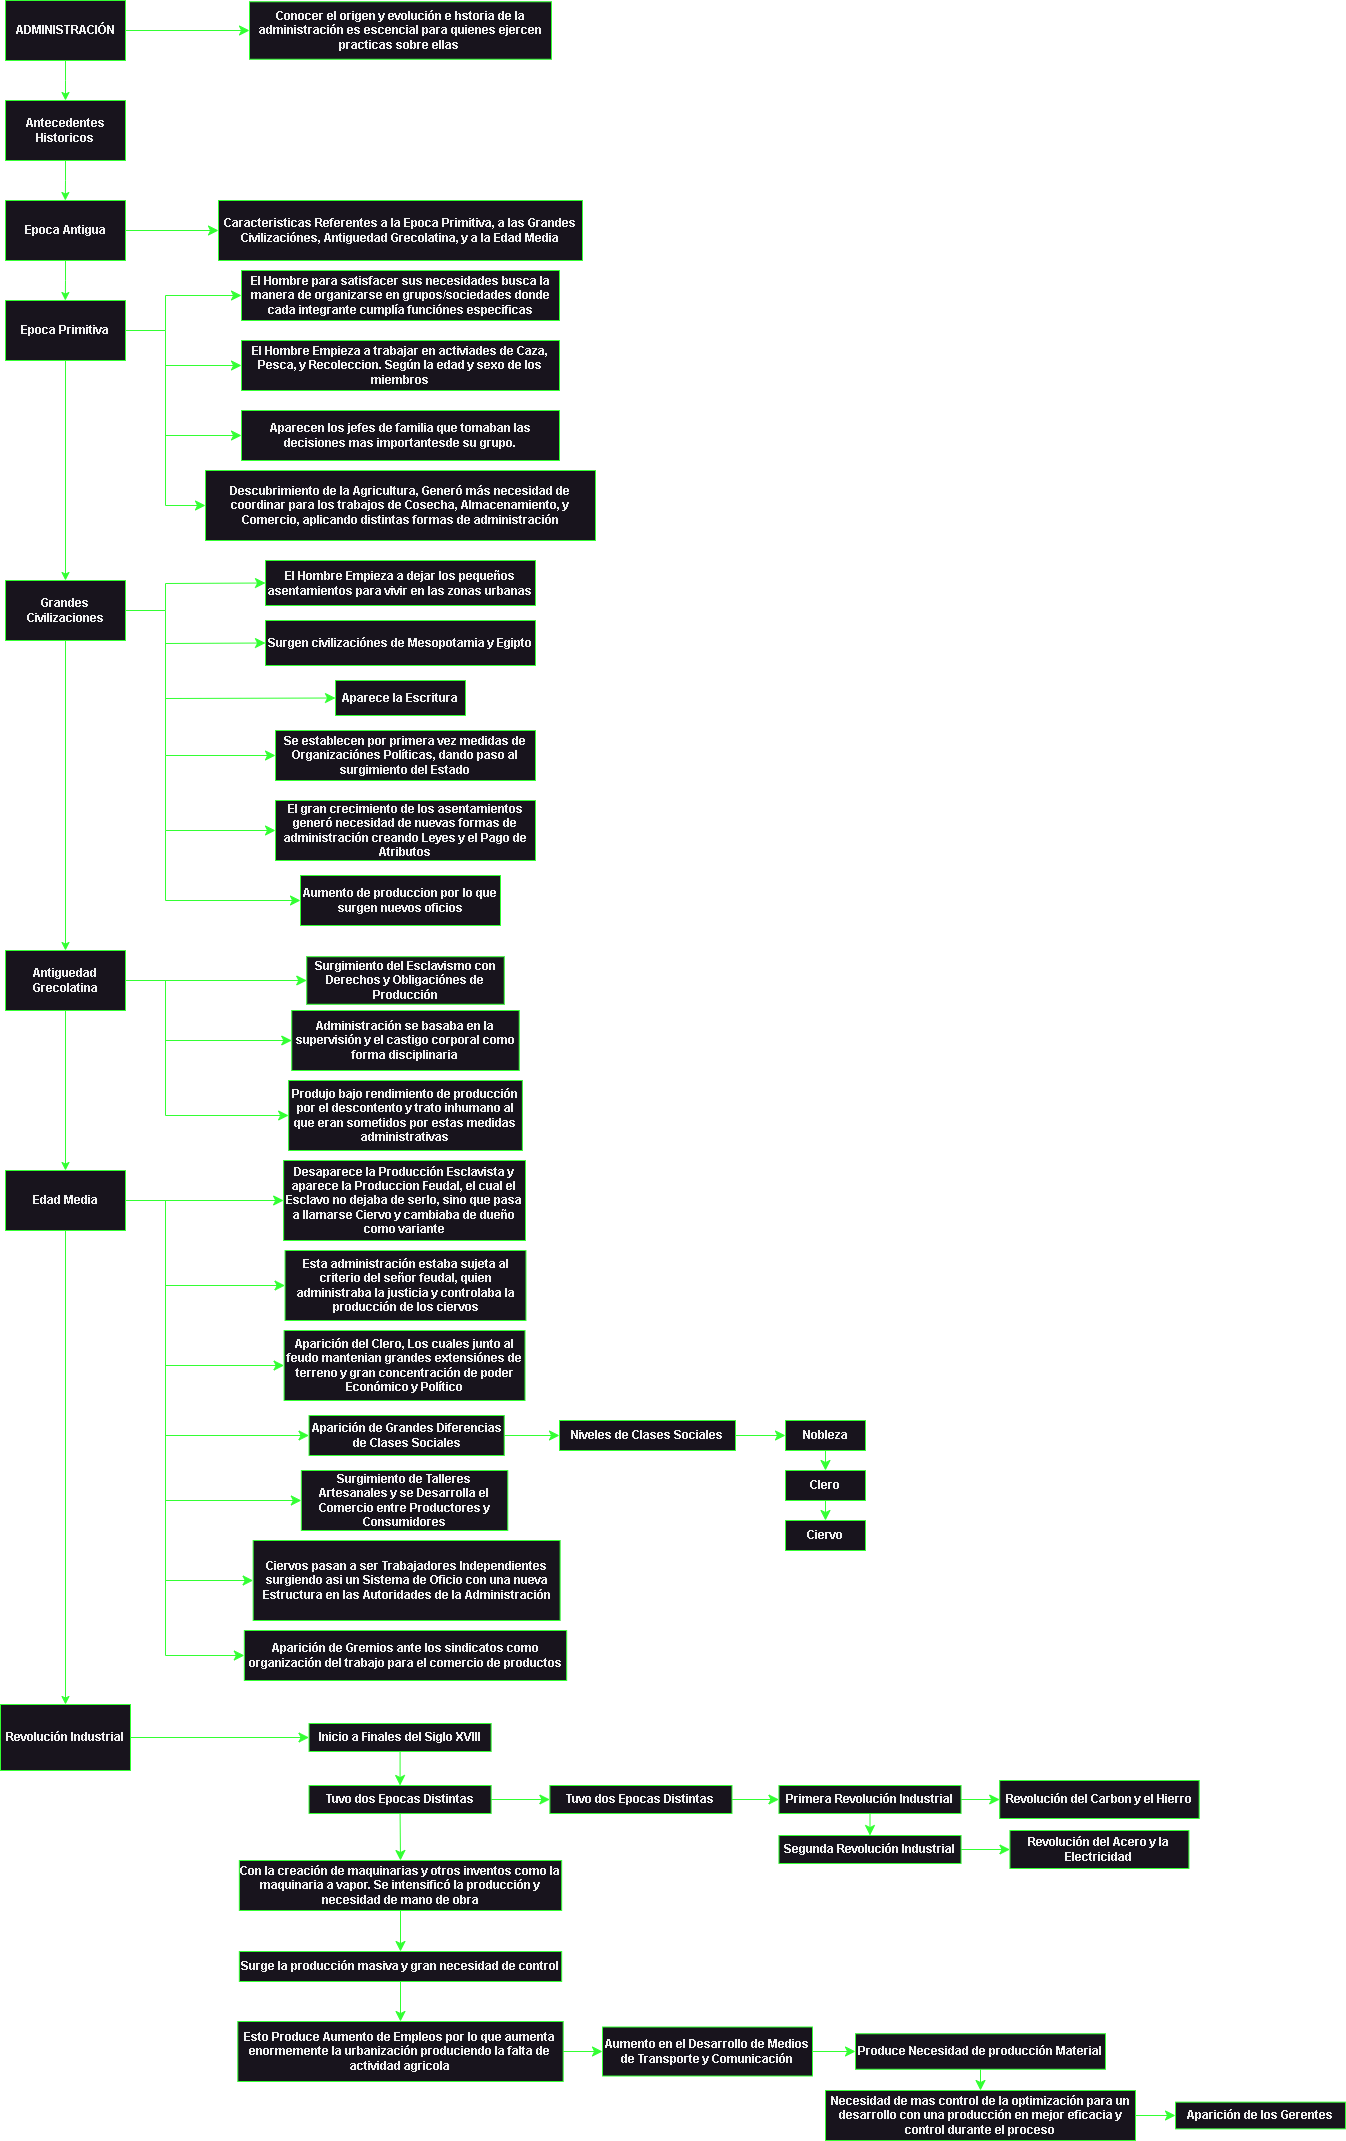 ADMINISTRACIÓN
Conocer el origen y evolución e hstoria de la
administración es escencial para quienes ejercen
practicas sobre ellas
Antecedentes
Historicos
Epoca Antigua
Caracteristicas Referentes a la Epoca Primitiva, a las Grandes
Civilizaciónes, Antiguedad Grecolatina, y a la Edad Media
Epoca Primitiva
El Hombre para satisfacer sus necesidades busca la
manera de organizarse en grupos/sociedades donde
cada integrante cumplía funciónes especificas
El Hombre Empieza a trabajar en activiades de Caza,
Pesca, y Recoleccion. Según la edad y sexo de los
miembros
Aparecen los jefes de familia que tomaban las
decisiones mas importantesde su grupo.
Descubrimiento de la Agricultura, Generó más necesidad de
coordinar para los trabajos de Cosecha, Almacenamiento, y
Comercio, aplicando distintas formas de administración
Grandes
Civilizaciones
El Hombre Empieza a dejar los pequeños
asentamientos para vivir en las zonas urbanas
Surgen civilizaciónes de Mesopotamia y Egipto
Aparece la Escritura
Se establecen por primera vez medidas de
Organizaciónes Políticas, dando paso al
surgimiento del Estado
El gran crecimiento de los asentamientos
generó necesidad de nuevas formas de
administración creando Leyes y el Pago de
Atributos
Aumento de produccion por lo que
surgen nuevos oficios
Antiguedad
Grecolatina
Surgimiento del Esclavismo con
Derechos y Obligaciónes de
Producción
Administración se basaba en la
supervisión y el castigo corporal como
forma disciplinaria
Produjo bajo rendimiento de producción
por el descontento y trato inhumano al
que eran sometidos por estas medidas
administrativas
Edad Media
Desaparece la Producción Esclavista y
aparece la Produccion Feudal, el cual el
Esclavo no dejaba de serlo, sino que pasa
a llamarse Ciervo y cambiaba de dueño
como variante
Esta administración estaba sujeta al
criterio del señor feudal, quien
administraba la justicia y controlaba la
producción de los ciervos
Aparición del Clero, Los cuales junto al
feudo mantenian grandes extensiónes de
terreno y gran concentración de poder
Económico y Político
Aparición de Grandes Diferencias
de Clases Sociales
Niveles de Clases Sociales
Nobleza
Clero
Ciervo
Surgimiento de Talleres
Artesanales y se Desarrolla el
Comercio entre Productores y
Consumidores
Ciervos pasan a ser Trabajadores Independientes
surgiendo asi un Sistema de Oficio con una nueva
Estructura en las Autoridades de la Administración
Aparición de Gremios ante los sindicatos como
organización del trabajo para el comercio de productos
Revolución Industrial
Inicio a Finales del Siglo XVIII
Tuvo dos Epocas Distintas
Tuvo dos Epocas Distintas
Primera Revolución Industrial
Revolución del Carbon y el Hierro
Segunda Revolución Industrial
Revolución del Acero y la
Electricidad
Con la creación de maquinarias y otros inventos como la
maquinaria a vapor. Se intensificó la producción y
necesidad de mano de obra
Surge la producción masiva y gran necesidad de control
Esto Produce Aumento de Empleos por lo que aumenta
enormemente la urbanización produciendo la falta de
actividad agricola
Aumento en el Desarrollo de Medios
de Transporte y Comunicación
Produce Necesidad de producción Material
Necesidad de mas control de la optimización para un
desarrollo con una producción en mejor eficacia y
control durante el proceso
Aparición de los Gerentes